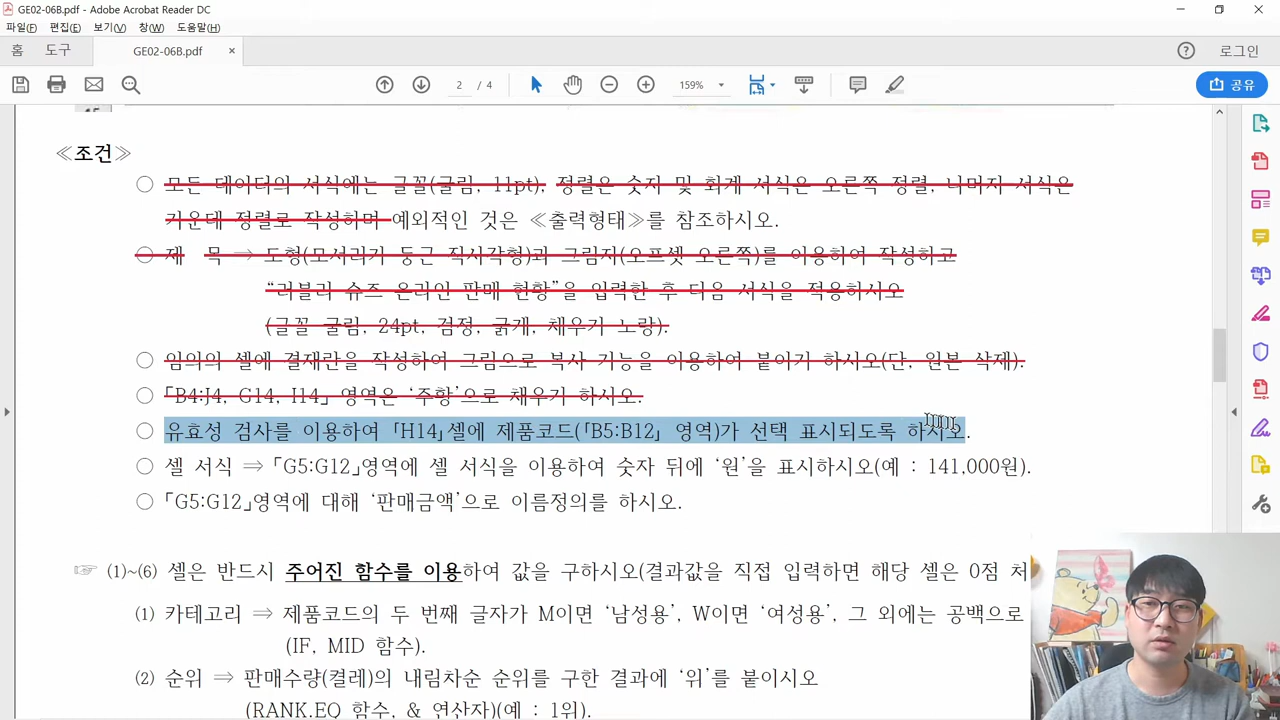 GE02-06B.pdf - Adobe Acrobat Reader DC
파일(F) 편집(E) 보기(V) 창(W) 도움말(H)
홈 도구 GE02-06B.pdf × 로그인
2 / 4 159% 공유
≪조건≫
○ 모든 데이터의 서식에는 글꼴(굴림, 11pt), 정렬은 숫자 및 회계 서식은 오른쪽 정렬, 나머지 서식은
가운데 정렬로 작성하며 예외적인 것은 ≪출력형태≫를 참조하시오.
○ 제 목 ⇒ 도형(모서리가 둥근 직사각형)과 그림자(오프셋 오른쪽)를 이용하여 작성하고
“러블리 슈즈 온라인 판매 현황”을 입력한 후 다음 서식을 적용하시오
(글꼴 굴림, 24pt, 검정, 굵게, 채우기 노랑).
○ 임의의 셀에 결재란을 작성하여 그림으로 복사 기능을 이용하여 붙이기 하시오(단, 원본 삭제).
○ 「B4:J4, G14, I14」 영역은 ‘주황’으로 채우기 하시오.
○ 유효성 검사를 이용하여 「H14」셀에 제품코드(「B5:B12」 영역)가 선택 표시되도록 하시오.
○ 셀 서식 ⇒ 「G5:G12」영역에 셀 서식을 이용하여 숫자 뒤에 ‘원’을 표시하시오(예 : 141,000원).
○ 「G5:G12」영역에 대해 ‘판매금액’으로 이름정의를 하시오.
☞ (1)~(6) 셀은 반드시 주어진 함수를 이용하여 값을 구하시오(결과값을 직접 입력하면 해당 셀은 0점 처
(1) 카테고리 ⇒ 제품코드의 두 번째 글자가 M이면 ‘남성용’, W이면 ‘여성용’, 그 외에는 공백으로
(IF, MID 함수).
(2) 순위 ⇒ 판매수량(켤레)의 내림차순 순위를 구한 결과에 ‘위’를 붙이시오
(RANK.EQ 함수, & 연산자)(예 : 1위).